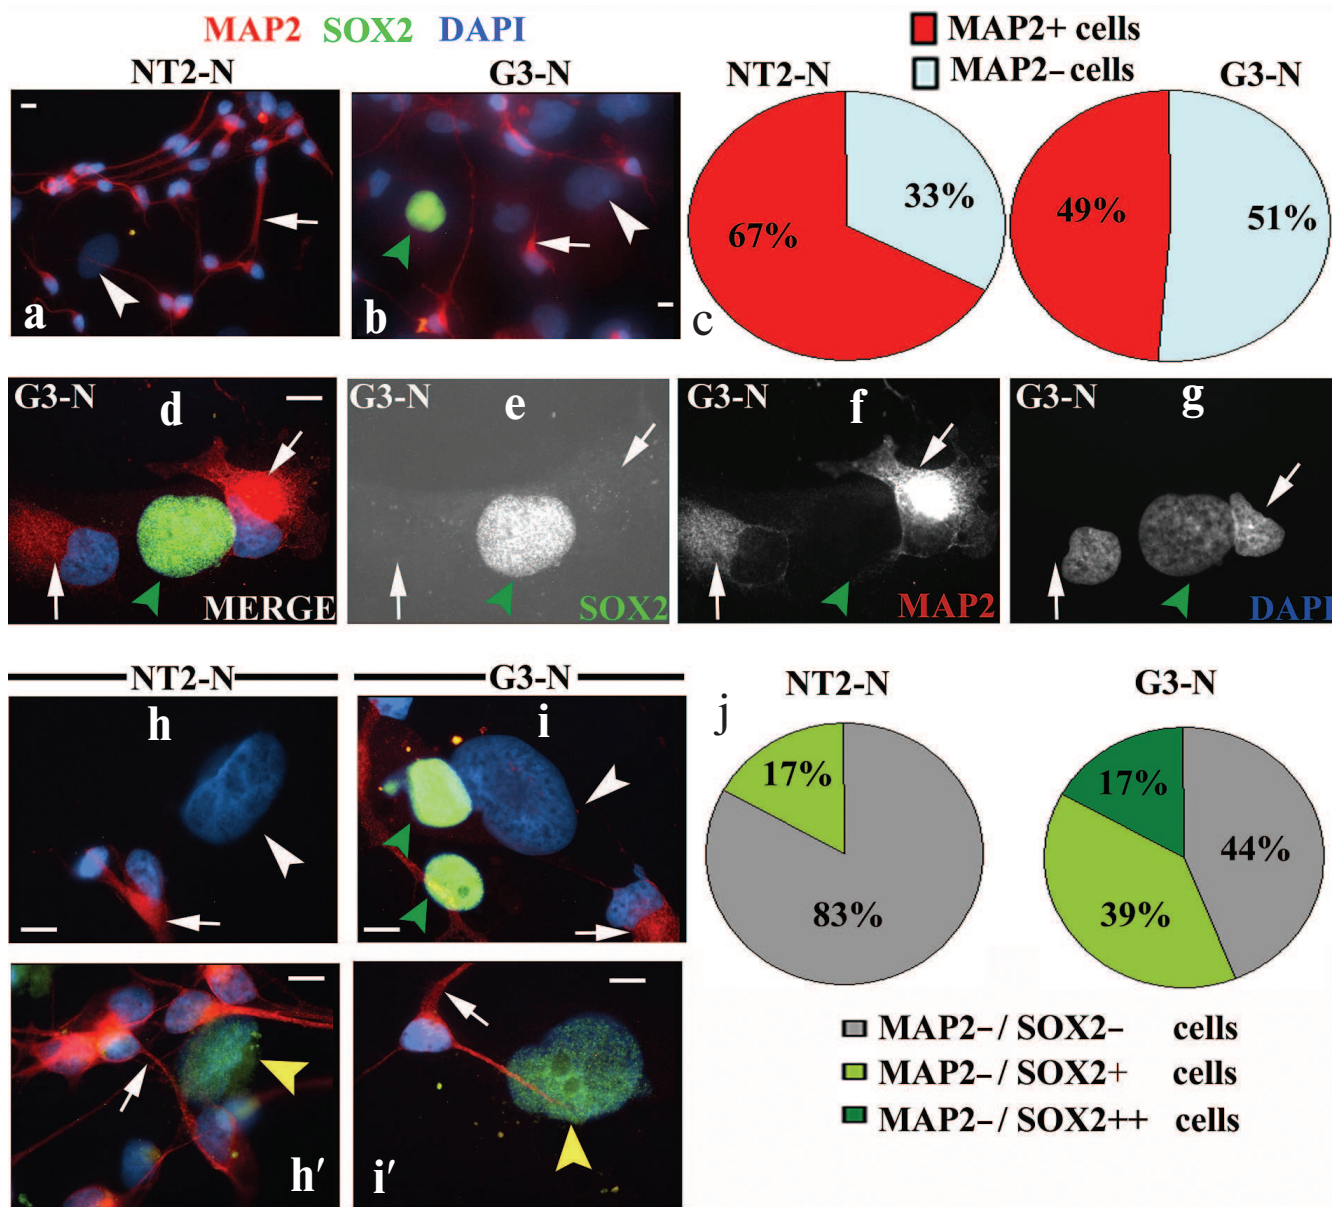 MAP2 SOX2 DAPI
NT2-N
G3-N
a
b
MAP2+ cells
MAP2- cells
NT2-N
G3-N
67%
33%
49%
51%
c
G3-N
d
MERGE
G3-N
e
SOX2
G3-N
f
MAP2
G3-N
g
DAPI
NT2-N
G3-N
h
i
h'
i'
j
NT2-N
G3-N
17%
83%
17%
44%
39%
MAP2-/ SOX2- cells
MAP2-/ SOX2+ cells
MAP2-/ SOX2++ cells